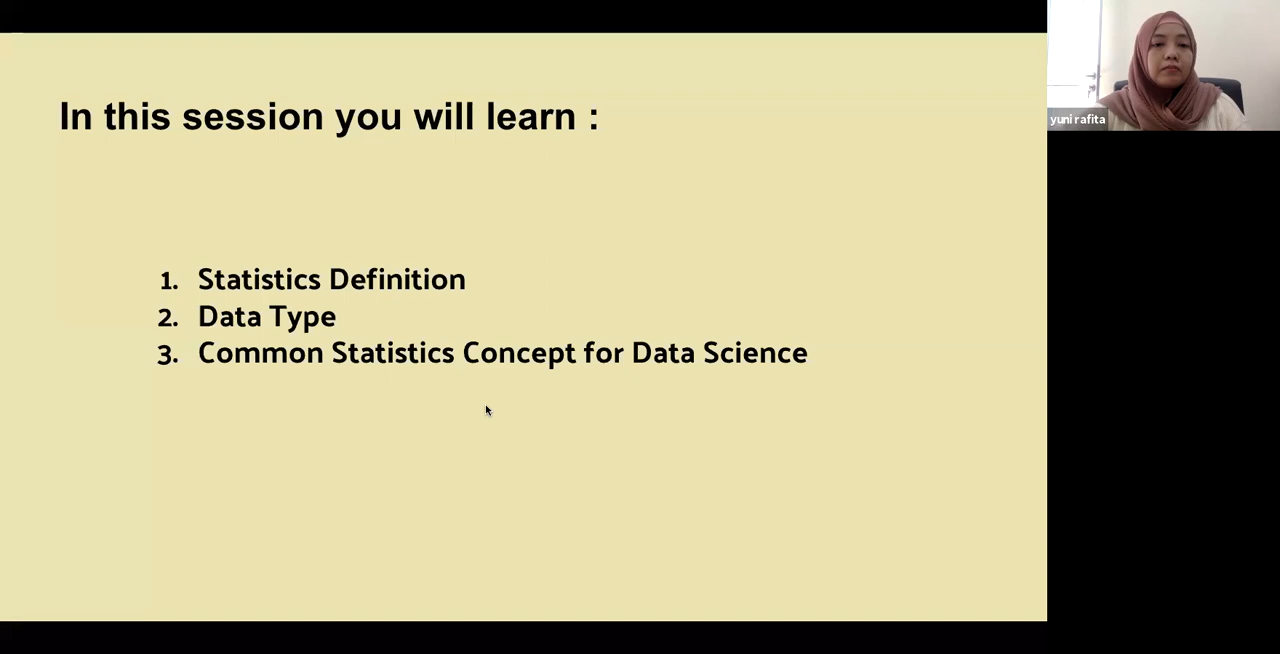 In this session you will learn :
1. Statistics Definition
2. Data Type
3. Common Statistics Concept for Data Science
yuni rafita